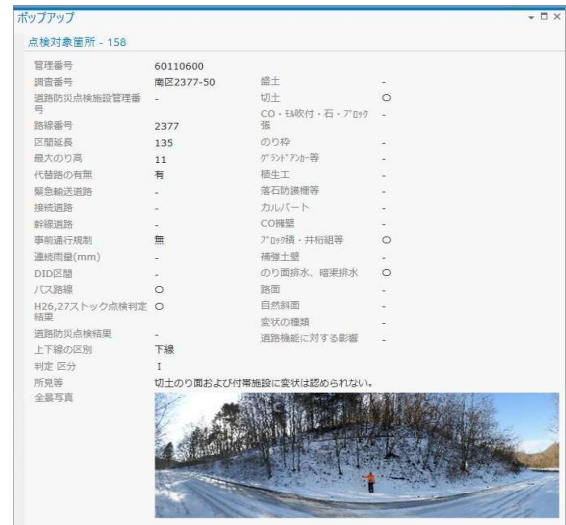 ポップアップ
点検対象箇所 - 158
管理番号 60110600
調査番号 南区2377-50
道路防災点検施設管理番号 -
路線番号 2377
区間延長 135
最大のり高 11
代替路の有無 有
緊急輸送道路 -
接続道路 -
幹線道路 -
事前通行規制 無
連続雨量(mm) -
DID区間 -
バス路線 ○
H26,27ストック点検判定結果 ○
道路防災点検結果 -
上下線の区別 下線
判定 区分 I
所見等 切土のり面および付帯施設に変状は認められない。
全景写真
盛土 -
切土 ○
CO・ﾓﾙ吹付・石・ﾌﾞﾛｯｸ張 -
のり枠 -
ｸﾞﾗﾝﾄﾞｱﾝｶｰ等 -
植生工 -
落石防護柵等 -
カルバート -
CO擁壁 -
ﾌﾞﾛｯｸ積・井桁組等 ○
補強土壁 -
のり面排水、暗渠排水 ○
路面 -
自然斜面 -
変状の種類 -
道路機能に対する影響 -